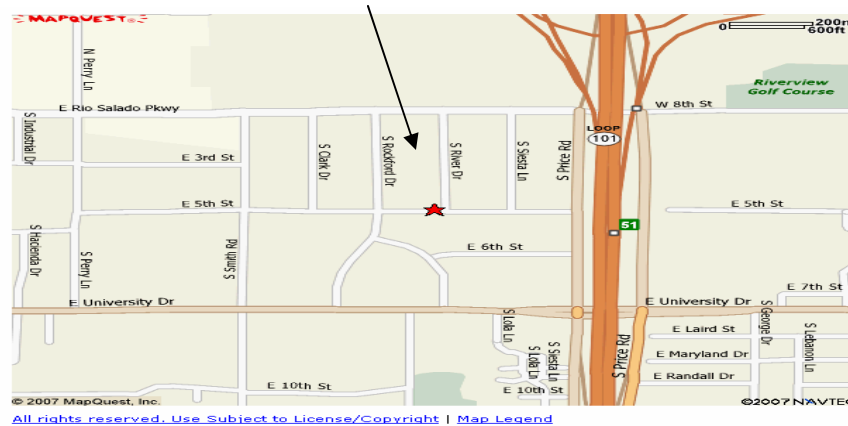 MAPQUEST
0 200m
600ft
N Perry Ln
Riverview
Golf Course
E Rio Salado Pkwy
W 8th St
S Industrial Dr
LOOP
101
S Clark Dr
S Rockford Dr
S River Dr
S Siesta Ln
S Price Rd
E 3rd St
E 5th St
E 5th St
51
S Hacienda Dr
S Perry Ln
S Smith Rd
E 6th St
E 7th St
E University Dr
E University Dr
S Lola Ln
S George Dr
S Lebanon Ln
E Laird St
S Price Rd
S Lola Ln
S Siesta Ln
E Maryland Dr
E Randall Dr
E 10th St
E 10th St
© 2007 MapQuest, Inc.
©2007 NAVTEQ
All rights reserved. Use Subject to License/Copyright | Map Legend